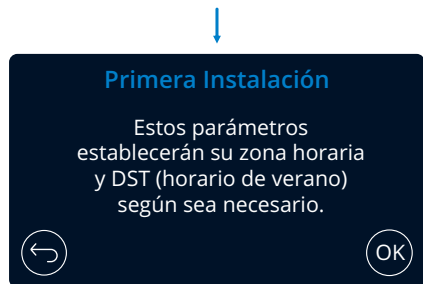 Primera Instalación
Estos parámetros
establecerán su zona horaria
y DST (horario de verano)
según sea necesario.
OK